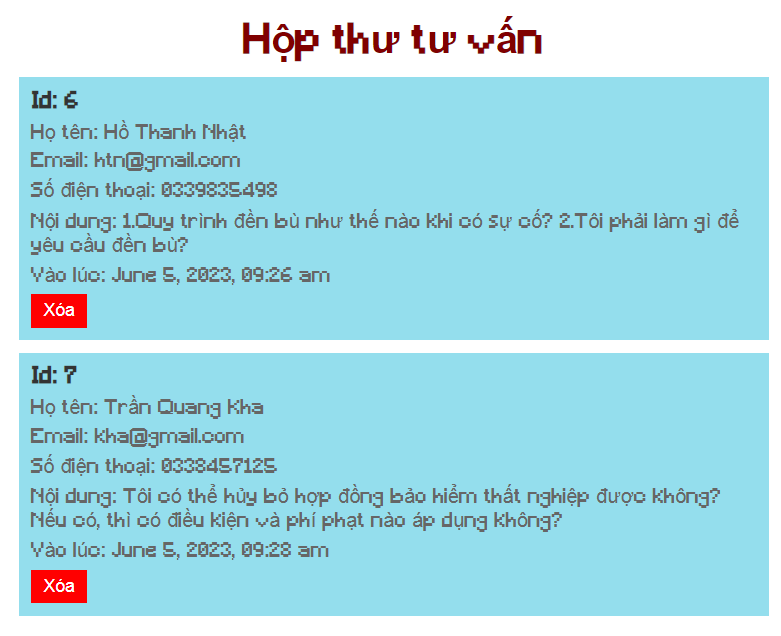 Hộp thư tư vấn
Id: 6
Họ tên: Hồ Thanh Nhật
Email: htn@gmail.com
Số điện thoại: 0339835498
Nội dung: 1.Quy trình đền bù như thế nào khi có sự cố? 2.Tôi phải làm gì để
yêu cầu đền bù?
Vào lúc: June 5, 2023, 09:26 am
Xóa
Id: 7
Họ tên: Trần Quang Kha
Email: kha@gmail.com
Số điện thoại: 0338457125
Nội dung: Tôi có thể hủy bỏ hợp đồng bảo hiểm thất nghiệp được không?
Nếu có, thì có điều kiện và phí phạt nào áp dụng không?
Vào lúc: June 5, 2023, 09:28 am
Xóa